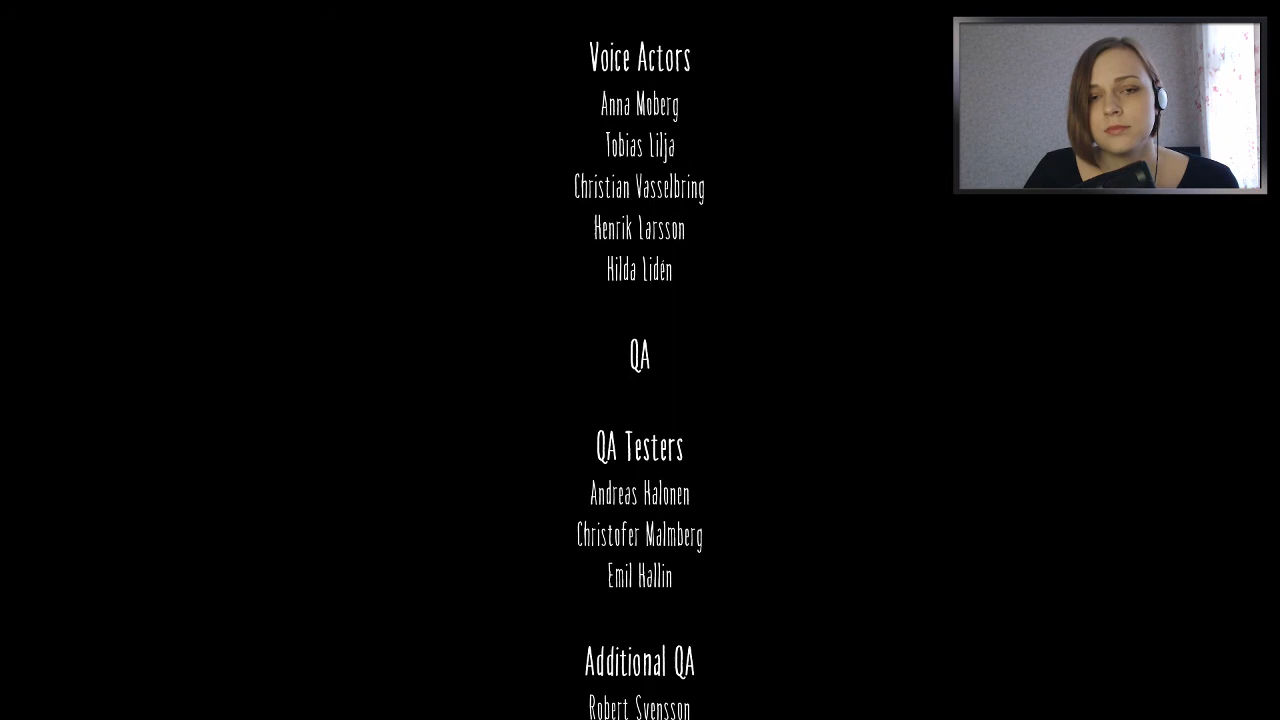 Voice Actors
Anna Moberg
Tobias Lilja
Christian Vasselbring
Henrik Larsson
Hilda Lidén
QA
QA Testers
Andreas Halonen
Christofer Malmberg
Emil Hallin
Additional QA
Robert Svensson